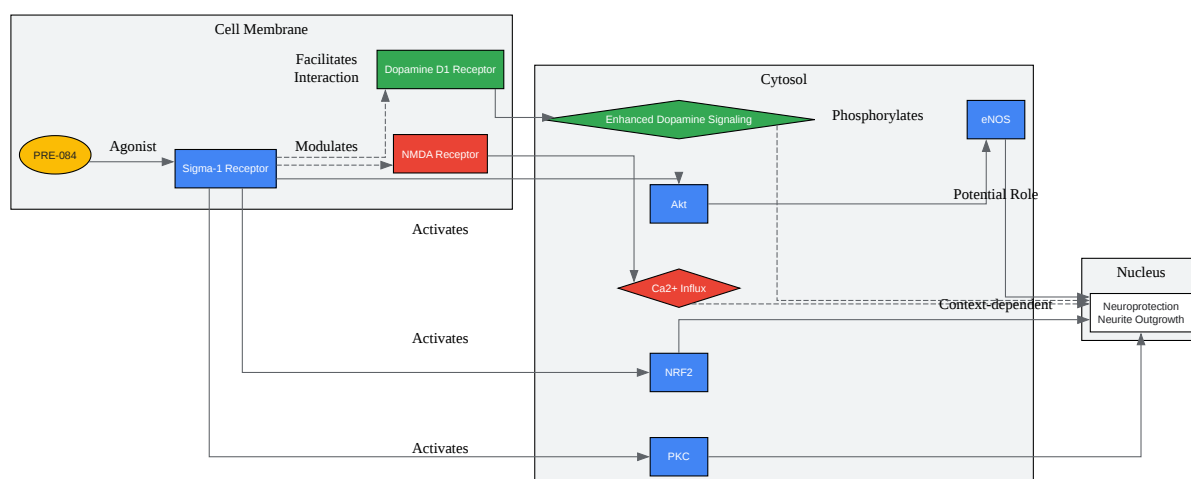 Cell Membrane
Facilitates
Interaction
Dopamine D1 Receptor
Cytosol
Enhanced Dopamine Signaling
Phosphorylates
eNOS
PRE-084
Agonist
Sigma-1 Receptor
Modulates
NMDA Receptor
Akt
Potential Role
Activates
Nucleus
Ca2+ Influx
Context-dependent
Neuroprotection
Neurite Outgrowth
Activates
NRF2
Activates
PKC